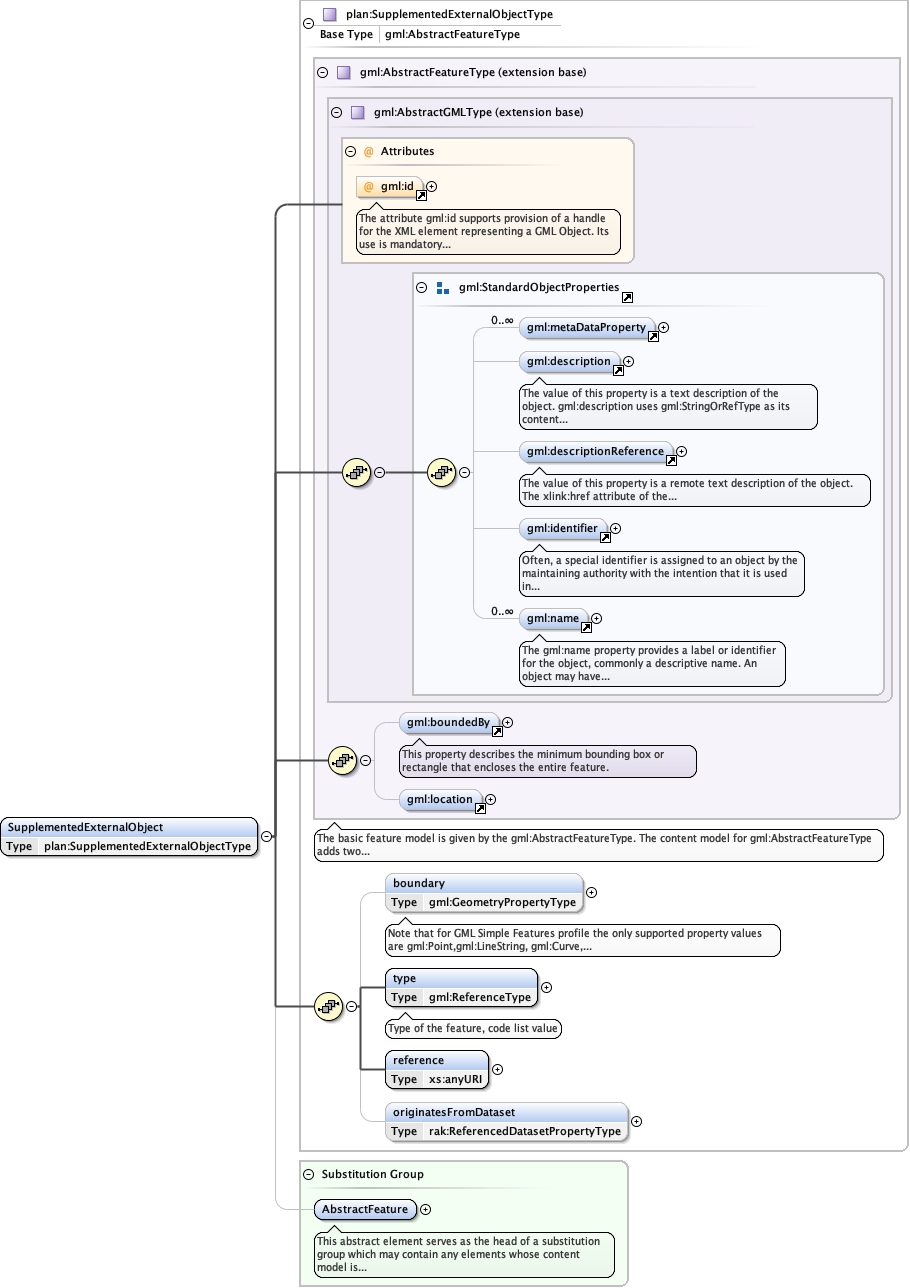 plan:SupplementedExternalObjectType
Base Type gml:AbstractFeatureType
gml:AbstractFeatureType (extension base)
gml:AbstractGMLType (extension base)
@ Attributes
@ gml:id
The attribute gml:id supports provision of a handle
for the XML element representing a GML Object. Its
use is mandatory...
gml:StandardObjectProperties
0..∞
gml:metaDataProperty
gml:description
The value of this property is a text description of the
object. gml:description uses gml:StringOrRefType as its
content...
gml:descriptionReference
The value of this property is a remote text description of the object.
The xlink:href attribute of the...
gml:identifier
Often, a special identifier is assigned to an object by the
maintaining authority with the intention that it is used
in...
0..∞
gml:name
The gml:name property provides a label or identifier
for the object, commonly a descriptive name. An
object may have...
gml:boundedBy
This property describes the minimum bounding box or
rectangle that encloses the entire feature.
gml:location
SupplementedExternalObject
Type plan:SupplementedExternalObjectType
The basic feature model is given by the gml:AbstractFeatureType. The content model for gml:AbstractFeatureType
adds two...
boundary
Type gml:GeometryPropertyType
Note that for GML Simple Features profile the only supported property values
are gml:Point,gml:LineString, gml:Curve,...
type
Type gml:ReferenceType
Type of the feature, code list value
reference
Type xs:anyURI
originatesFromDataset
Type rak:ReferencedDatasetPropertyType
Substitution Group
AbstractFeature
This abstract element serves as the head of a substitution
group which may contain any elements whose content
model is...